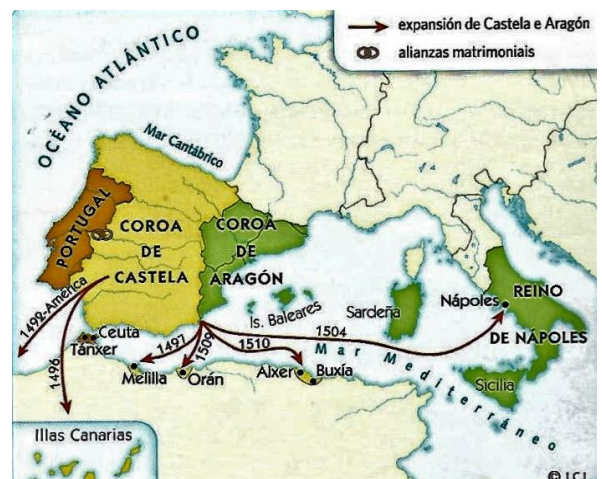 expansión de Castela e Aragón
alianzas matrimoniais
OCÉANO ATLÁNTICO
Mar Cantábrico
PORTUGAL
COROA
DE
CASTELA
COROA
DE
ARAGÓN
Is. Baleares
Sardeña
Nápoles
REINO
DE NÁPOLES
Sicilia
Mar Mediterráneo
1492-América
1496
Ceuta
Tánxer
1497
1509
1510
1504
Melilla
Orán
Alxer
Buxía
Illas Canarias
© J.C.I.